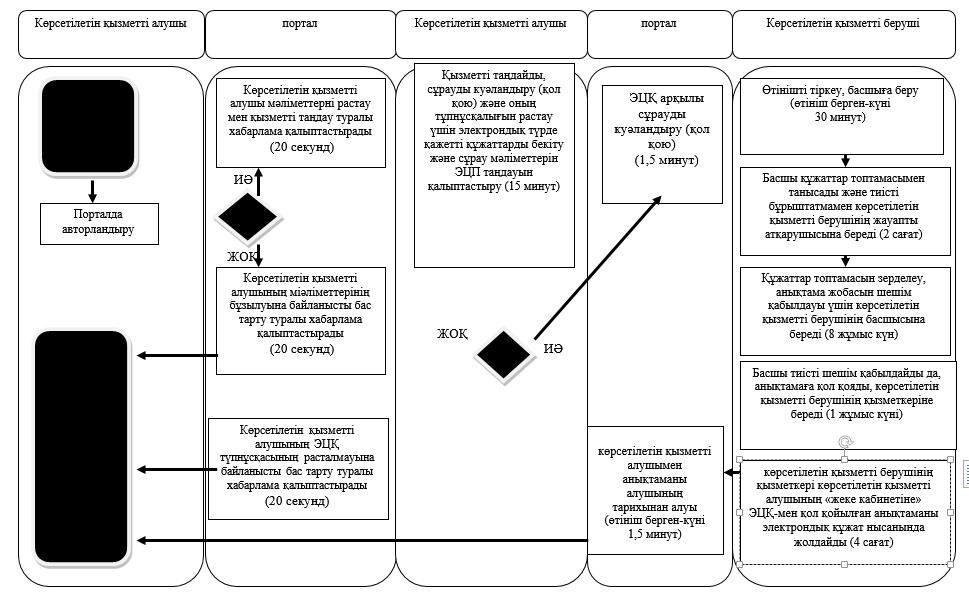 Көрсетілетін қызметті алушы
портал
Көрсетілетін қызметті алушы
портал
Көрсетілетін қызметті беруші
Порталда
авторландыру
Көрсетілетін қызметті
алушы мәліметтерні растау
мен қызметті таңдау туралы
хабарлама қалыптастырады
(20 секунд)
ИӘ
ЖОҚ
Көрсетілетін қызметті
алушының міәліметтерінің
бұзылуына байланысты бас
тарту туралы хабарлама
қалыптастырады
(20 секунд)
Көрсетілетін қызметті
алушының ЭЦҚ
түпнұсқасының расталмауына
байланысты бас тарту туралы
хабарлама қалыптастырады
(20 секунд)
Қызметті таңдайды,
сұрауды куәландыру (қол
қою) және оның
тұпнұсқалығын растау
үшін электрондық түрде
қажетті құжаттарды бекіту
және сұрау мәліметтерін
ЭЦП таңдауын
қалыптастыру (15 минут)
ЖОҚ
ИӘ
ЭЦҚ арқылы
сұрауды
куәландыру (қол
қою)
(1,5 минут)
көрсетілетін қызметті
алушымен
анықтаманы
алушының
тарихынан алуы
(өтініш берген-күні
1,5 минут)
Өтінішті тіркеу, басшыға беру
(өтініш берген-күні
30 минут)
Басшы құжаттар топтамасымен
танысады және тиісті
бұрыштатмамен көрсетілетін
қызметті берушінің жауапты
атқарушысына береді (2 сағат)
Құжаттар топтамасын зерделеу,
анықтама жобасын шешім
қабылдауы үшін көрсетілетін
қызметті берушінің басшысына
береді (8 жұмыс күн)
Басшы тиісті шешім қабылдайды да,
анықтамаға қол қояды, көрсетілетін
қызметті берушінің қызметкеріне
береді (1 жұмыс күні)
көрсетілетін қызметті берушінің
қызметкері көрсетілетін қызметті
алушының «жеке кабинетіне»
ЭЦҚ-мен қол қойылған анықтаманы
электрондық құжат нысанында
жолдайды (4 сағат)